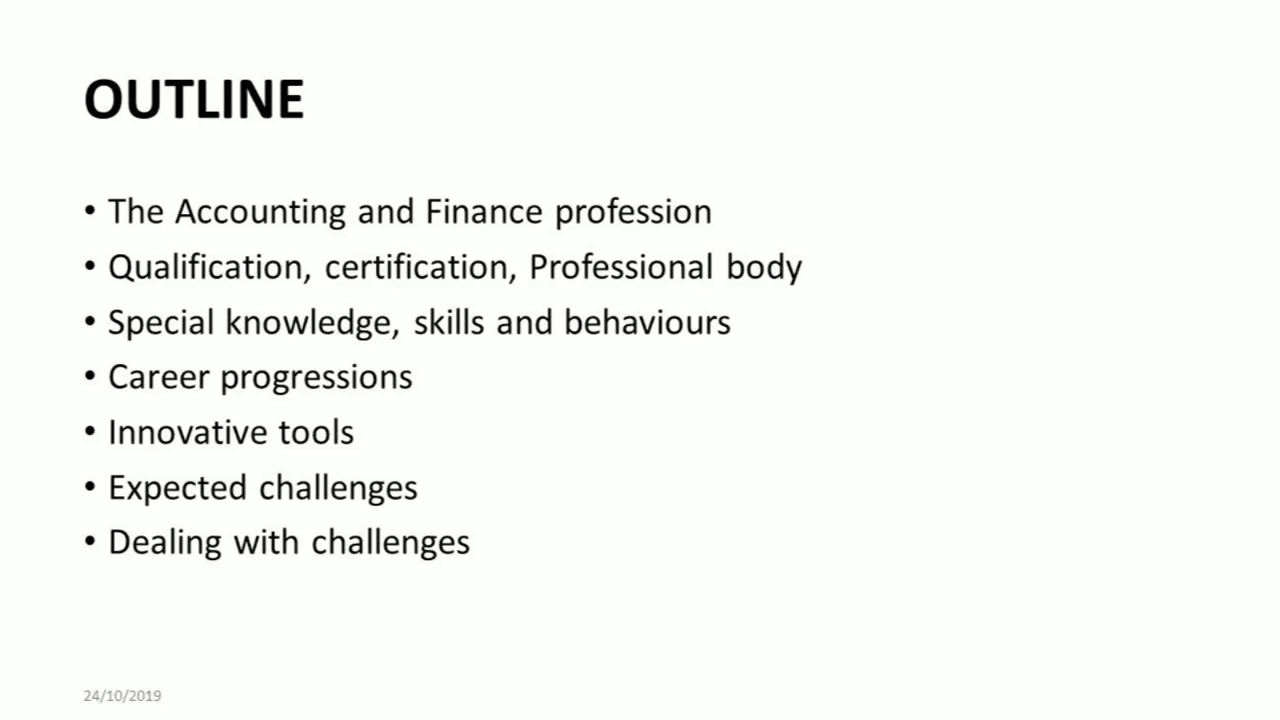 OUTLINE
• The Accounting and Finance profession
• Qualification, certification, Professional body
• Special knowledge, skills and behaviours
• Career progressions
• Innovative tools
• Expected challenges
• Dealing with challenges
24/10/2019